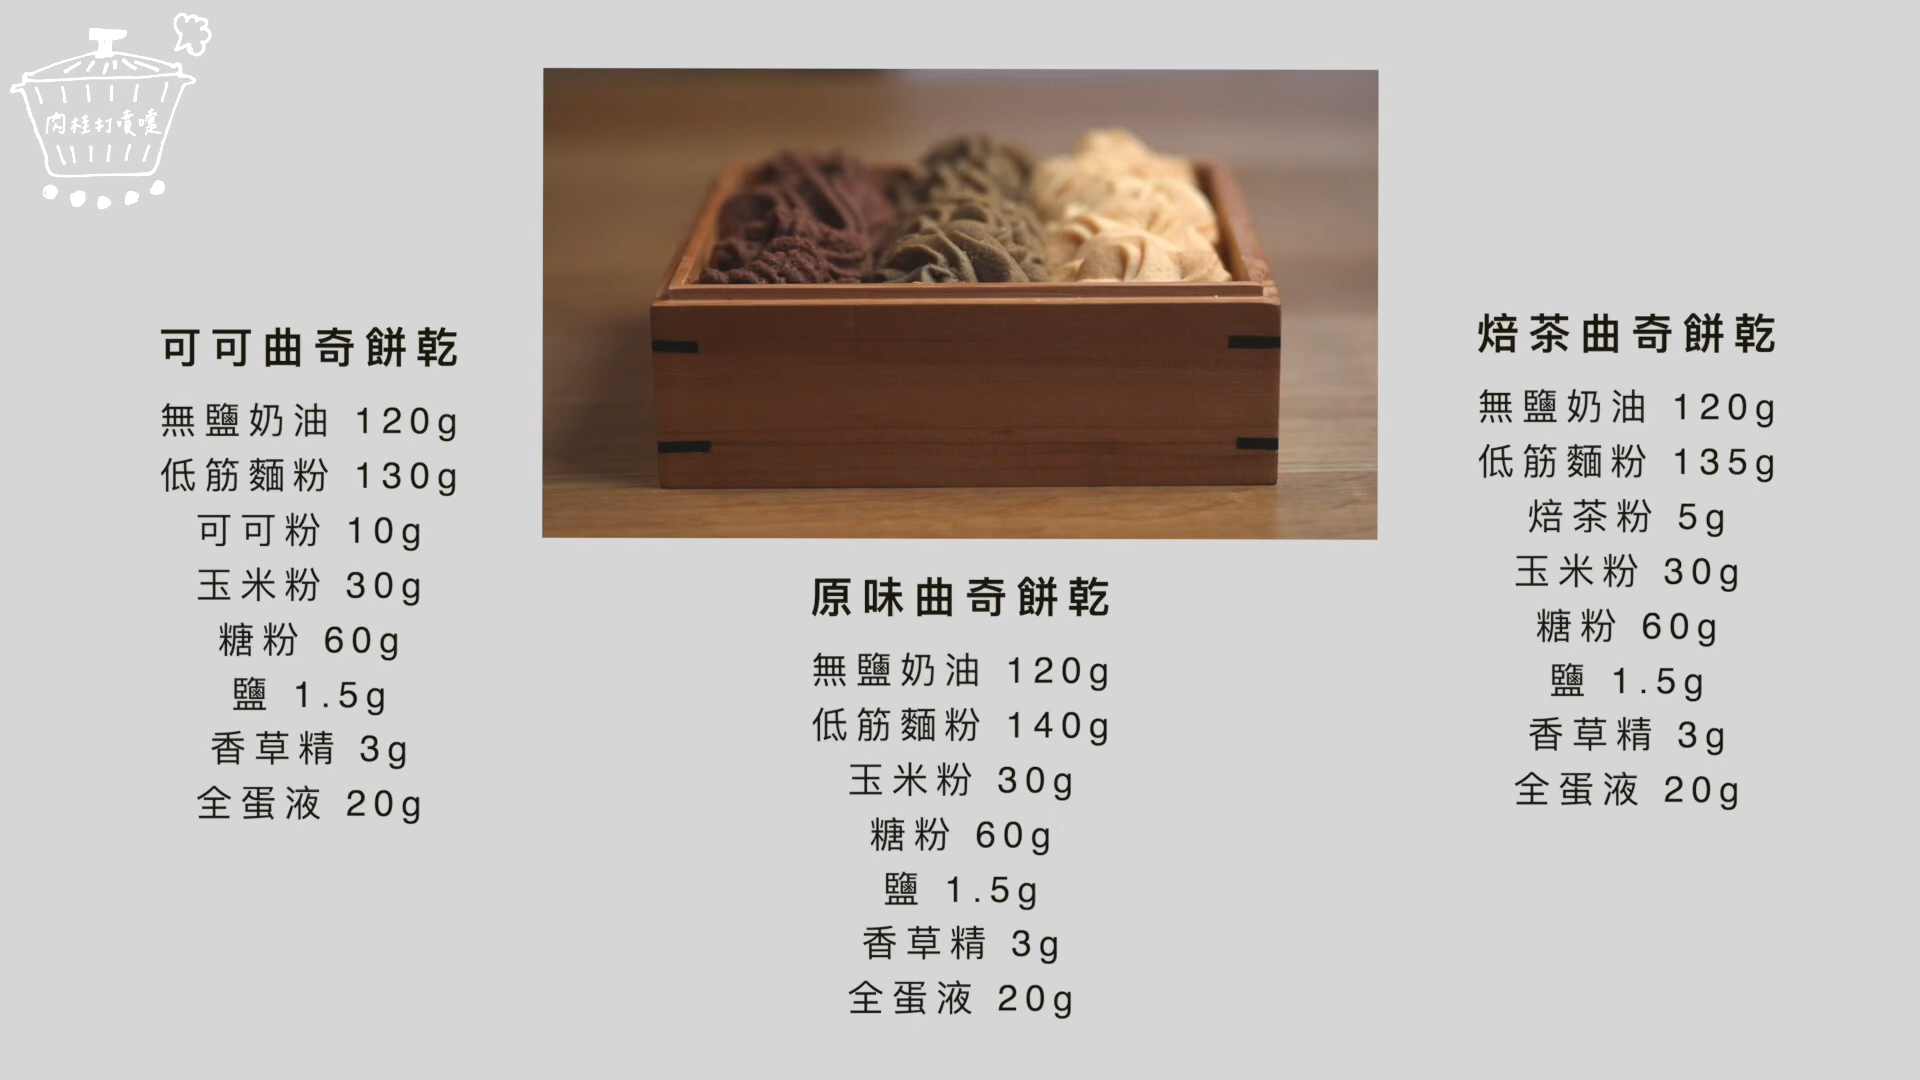 肉桂打噴嚏
可可曲奇餅乾
無鹽奶油 120g
低筋麵粉 130g
可可粉 10g
玉米粉 30g
糖粉 60g
鹽 1.5g
香草精 3g
全蛋液 20g
原味曲奇餅乾
無鹽奶油 120g
低筋麵粉 140g
玉米粉 30g
糖粉 60g
鹽 1.5g
香草精 3g
全蛋液 20g
焙茶曲奇餅乾
無鹽奶油 120g
低筋麵粉 135g
焙茶粉 5g
玉米粉 30g
糖粉 60g
鹽 1.5g
香草精 3g
全蛋液 20g